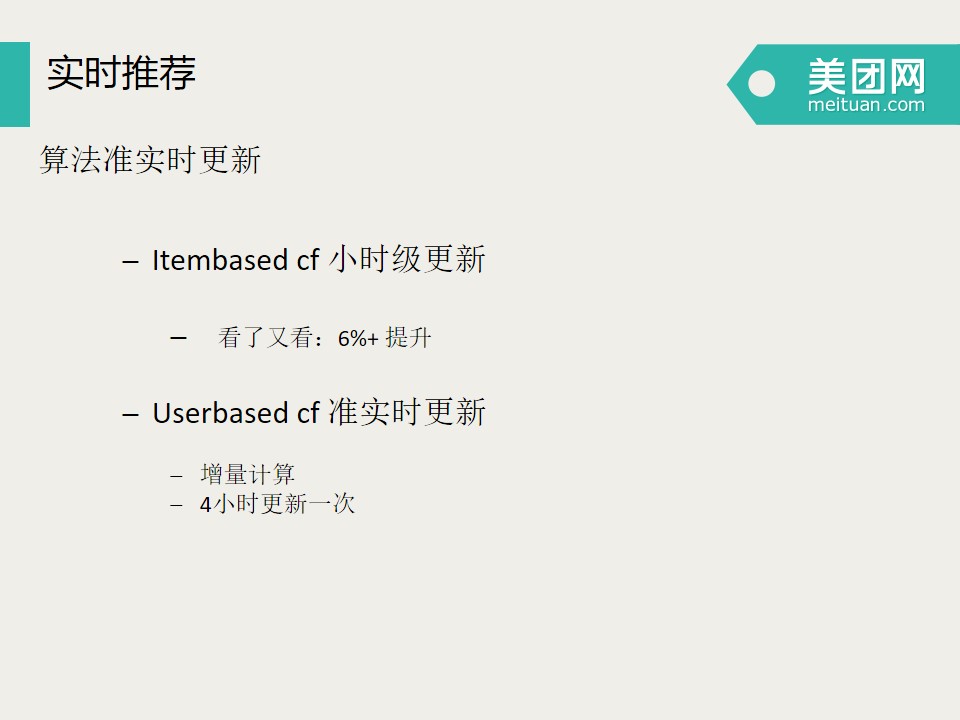 实时推荐
美团网
meituan.com
算法准实时更新
– Itembased cf 小时级更新
– 看了又看：6%+ 提升
– Userbased cf 准实时更新
– 增量计算
– 4小时更新一次